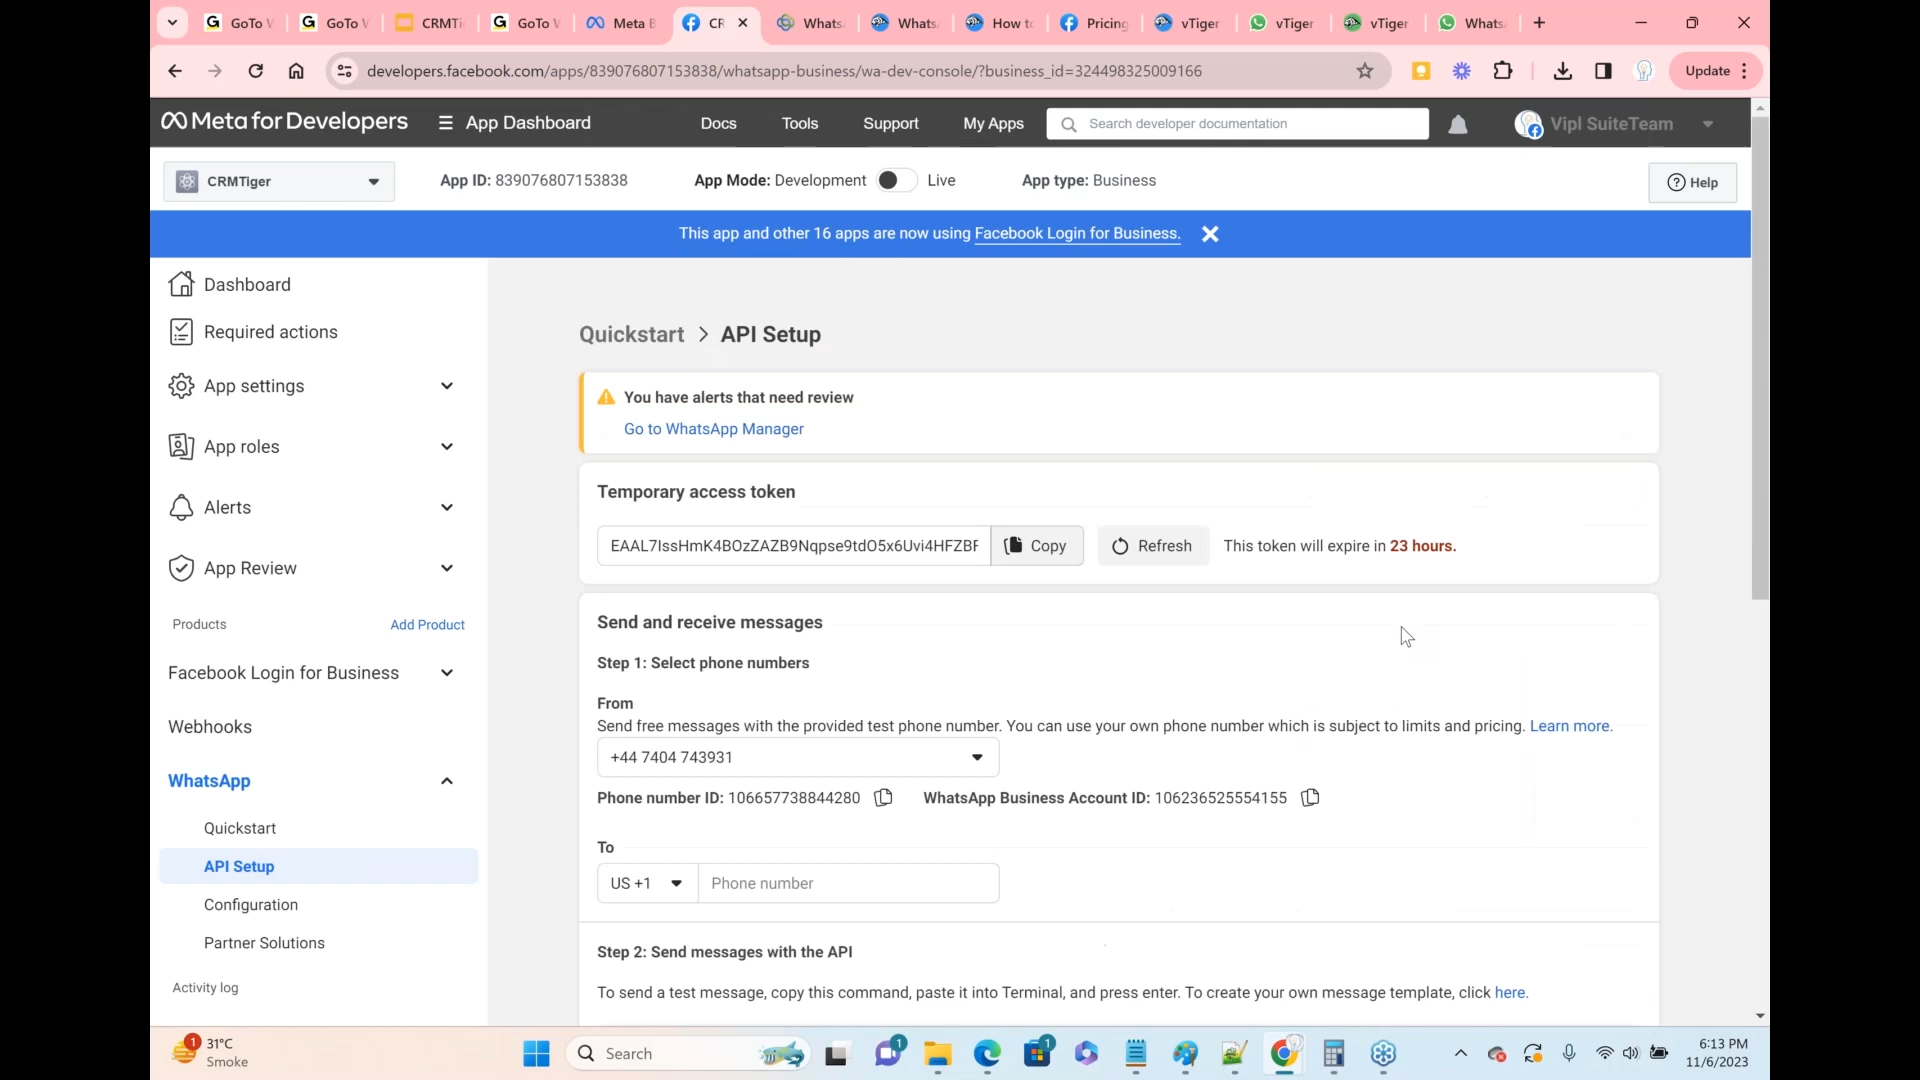 GoTo W
GoTo W
CRMTi
GoTo W
Meta B
CR
Whats
Whats
How to
Pricing
vTiger
vTiger
vTiger
Whats
developers.facebook.com/apps/839076807153838/whatsapp-business/wa-dev-console/?business_id=324498325009166
Update
Meta for Developers
App Dashboard
Docs
Tools
Support
My Apps
Search developer documentation
Vipl SuiteTeam
CRMTiger
App ID: 839076807153838
App Mode: Development
Live
App type: Business
Help
This app and other 16 apps are now using Facebook Login for Business.
Dashboard
Required actions
App settings
App roles
Alerts
App Review
Products
Add Product
Facebook Login for Business
Webhooks
WhatsApp
Quickstart
API Setup
Configuration
Partner Solutions
Activity log
Quickstart > API Setup
You have alerts that need review
Go to WhatsApp Manager
Temporary access token
EAAL7IssHmK4BOzZAZB9Nqpse9tdO5x6Uvi4HFZBF
Copy
Refresh
This token will expire in 23 hours.
Send and receive messages
Step 1: Select phone numbers
From
Send free messages with the provided test phone number. You can use your own phone number which is subject to limits and pricing. Learn more.
+44 7404 743931
Phone number ID: 106657738844280
WhatsApp Business Account ID: 106236525554155
To
US +1
Phone number
Step 2: Send messages with the API
To send a test message, copy this command, paste it into Terminal, and press enter. To create your own message template, click here.
1
31°C
Smoke
Search
1
1
6:13 PM
11/6/2023